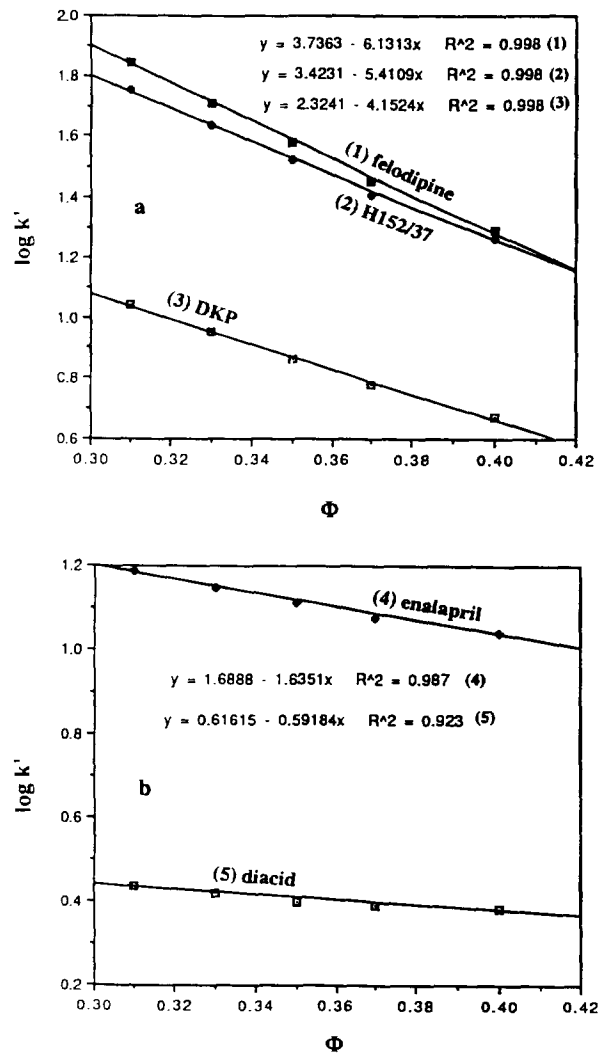 y = 3.7363 - 6.1313x R^2 = 0.998 (1)
y = 3.4231 - 5.4109x R^2 = 0.998 (2)
y = 2.3241 - 4.1524x R^2 = 0.998 (3)
2.0
1.8
1.6
1.4
1.2
1.0
0.8
0.6
log k'
a
(1) felodipine
(2) H152/37
(3) DKP
0.30 0.32 0.34 0.36 0.38 0.40 0.42
Φ
1.2
1.0
0.8
0.6
0.4
0.2
log k'
(4) enalapril
y = 1.6888 - 1.6351x R^2 = 0.987 (4)
y = 0.61615 - 0.59184x R^2 = 0.923 (5)
b
(5) diacid
0.30 0.32 0.34 0.36 0.38 0.40 0.42
Φ